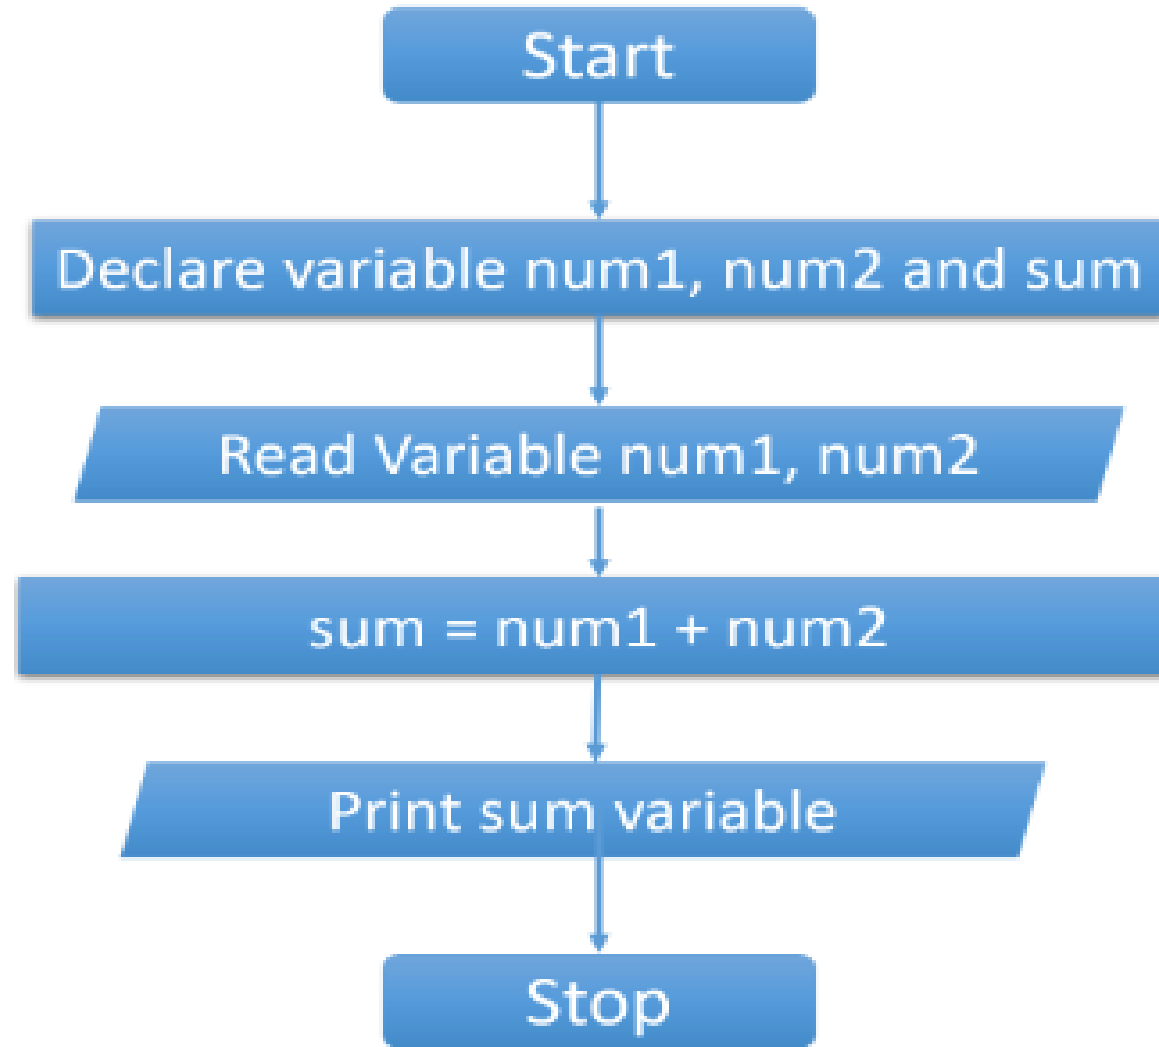 Start
Declare variable num1, num2 and sum
Read Variable num1, num2
sum = num1 + num2
Print sum variable
Stop